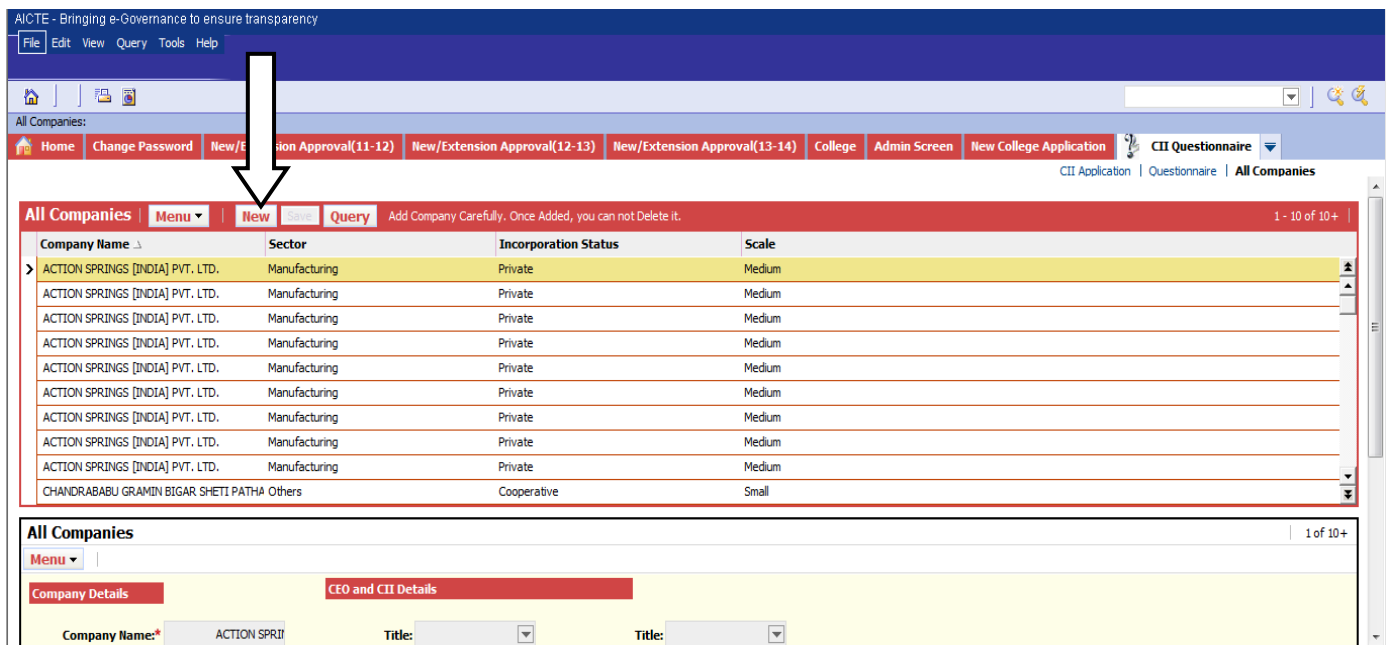 AICTE - Bringing e-Governance to ensure transparency
File Edit View Query Tools Help
All Companies:
Home Change Password New/E sion Approval(11-12) New/Extension Approval(12-13) New/Extension Approval(13-14) College Admin Screen New College Application CII Questionnaire
CII Application | Questionnaire | All Companies
All Companies | Menu | New Save Query Add Company Carefully. Once Added, you can not Delete it. 1 - 10 of 10+
Company Name Sector Incorporation Status Scale
ACTION SPRINGS [INDIA] PVT. LTD. Manufacturing Private Medium
ACTION SPRINGS [INDIA] PVT. LTD. Manufacturing Private Medium
ACTION SPRINGS [INDIA] PVT. LTD. Manufacturing Private Medium
ACTION SPRINGS [INDIA] PVT. LTD. Manufacturing Private Medium
ACTION SPRINGS [INDIA] PVT. LTD. Manufacturing Private Medium
ACTION SPRINGS [INDIA] PVT. LTD. Manufacturing Private Medium
ACTION SPRINGS [INDIA] PVT. LTD. Manufacturing Private Medium
ACTION SPRINGS [INDIA] PVT. LTD. Manufacturing Private Medium
ACTION SPRINGS [INDIA] PVT. LTD. Manufacturing Private Medium
CHANDRABABU GRAMIN BIGAR SHETI PATHA Others Cooperative Small
All Companies 1 of 10+
Menu
Company Details CEO and CII Details
Company Name:* ACTION SPRIN Title: Title: